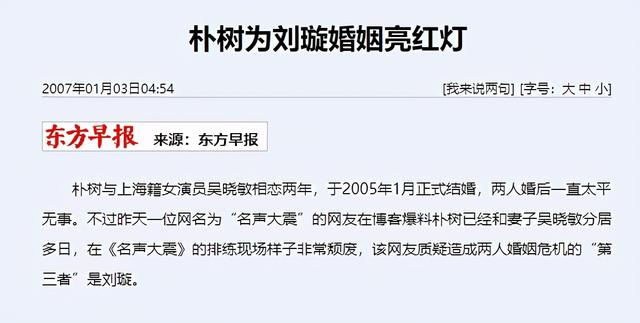 朴树为刘璇婚姻亮红灯
2007年01月03日04:54 [我来说两句] [字号：大 中 小]
东方早报 来源：东方早报
朴树与上海籍女演员吴晓敏相恋两年，于2005年1月正式结婚，两人婚后一直太平
无事。不过昨天一位网名为“名声大震”的网友在博客爆料朴树已经和妻子吴晓敏分居
多日，在《名声大震》的排练现场样子非常颓废，该网友质疑造成两人婚姻危机的“第
三者”是刘璇。